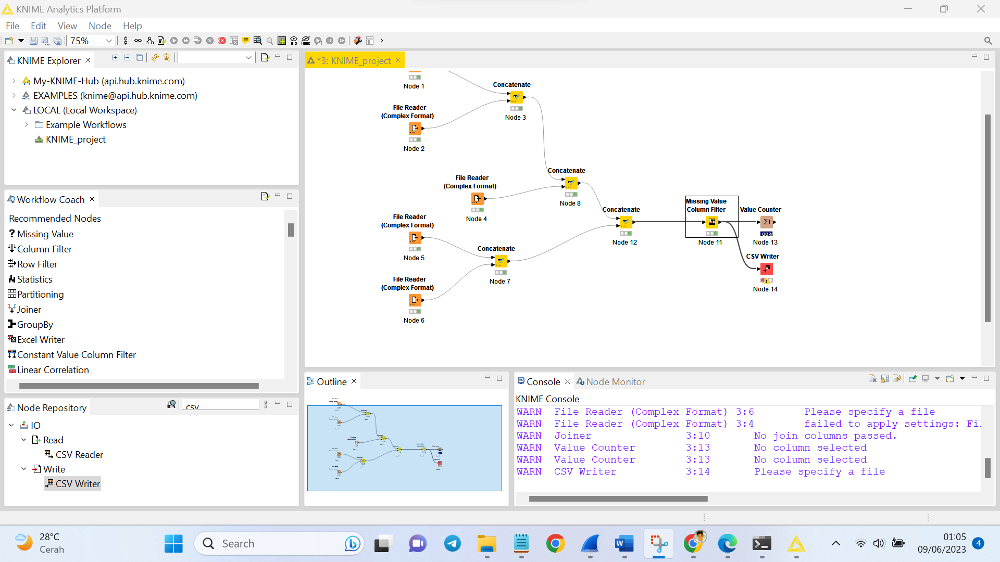 KNIME Analytics Platform
File Edit View Node Help
75%
KNIME Explorer
My-KNIME-Hub (api.hub.knime.com)
EXAMPLES (knime@api.hub.knime.com)
LOCAL (Local Workspace)
Example Workflows
KNIME_project
Workflow Coach
Recommended Nodes
Missing Value
Column Filter
Row Filter
Statistics
Partitioning
Joiner
GroupBy
Excel Writer
Constant Value Column Filter
Linear Correlation
Node Repository
csv
IO
Read
CSV Reader
Write
CSV Writer
*3: KNIME_project
Node 1
Concatenate
Node 3
File Reader
(Complex Format)
Node 2
Concatenate
Node 8
File Reader
(Complex Format)
Node 4
File Reader
(Complex Format)
Node 5
Concatenate
Node 7
File Reader
(Complex Format)
Node 6
Concatenate
Node 12
Missing Value
Column Filter
Node 11
Value Counter
Node 13
CSV Writer
Node 14
Outline
Console
Node Monitor
KNIME Console
WARN File Reader (Complex Format) 3:6 Please specify a file
WARN File Reader (Complex Format) 3:4 failed to apply settings:
WARN Joiner 3:10 No join columns passed.
WARN Value Counter 3:13 No column selected
WARN Value Counter 3:13 No column selected
WARN CSV Writer 3:14 Please specify a file
28°C
Cerah
Search
01:05
09/06/2023
4